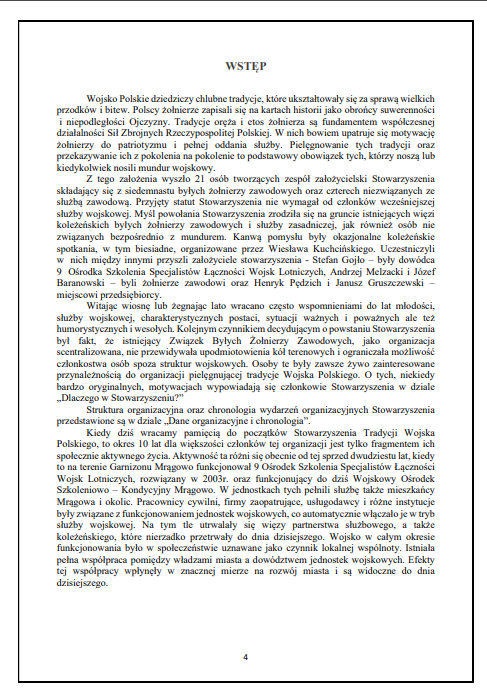 WSTĘP
Wojsko Polskie dziedziczy chlubne tradycje, które ukształtowały się za sprawą wielkich
przodków i bitew. Polscy żołnierze zapisali się na kartach historii jako obrońcy suwerenności
i niepodległości Ojczyzny. Tradycje oręża i etos żołnierza są fundamentem współczesnej
działalności Sił Zbrojnych Rzeczypospolitej Polskiej. W nich bowiem upatruje się motywację
żołnierzy do patriotyzmu i pełnej oddania służby. Pielęgnowanie tych tradycji oraz
przekazywanie ich z pokolenia na pokolenie to podstawowy obowiązek tych, którzy noszą lub
kiedykolwiek nosili mundur wojskowy.
Z tego założenia wyszło 21 osób tworzących zespół założycielski Stowarzyszenia
składający się z siedemnastu byłych żołnierzy zawodowych oraz czterech niezwiązanych ze
służbą zawodową. Przyjęty statut Stowarzyszenia nie wymagał od członków wcześniejszej
służby wojskowej. Myśl powołania Stowarzyszenia zrodziła się na gruncie istniejących więzi
koleżeńskich byłych żołnierzy zawodowych i służby zasadniczej, jak również osób nie
związanych bezpośrednio z mundurem. Kanwą pomysłu były okazjonalne koleżeńskie
spotkania, w tym biesiadne, organizowane przez Wiesława Kucheińskiego. Uczestniczyli
w nich między innymi przyszli założyciele stowarzyszenia - Stefan Gojło – były dowódca
9 Ośrodka Szkolenia Specjalistów Łączności Wojsk Lotniczych, Andrzej Melzacki i Józef
Baranowski – byli żołnierze zawodowi oraz Henryk Pędzich i Janusz Gruszczewski –
miejscowi przedsiębiorcy.
Witając wiosnę lub żegnając lato wracano często wspomnieniami do lat młodości,
służby wojskowej, charakterystycznych postaci, sytuacji ważnych i poważnych ale też
humorystycznych i wesołych. Kolejnym czynnikiem decydującym o powstaniu Stowarzyszenia
był fakt, że istniejący Związek Byłych Żołnierzy Zawodowych, jako organizacja
scentralizowana, nie przewidywała upodmiotowienia kół terenowych i ograniczała możliwość
członkostwa osób spoza struktur wojskowych. Osoby te były zawsze żywo zainteresowane
przynależnością do organizacji pielęgnującej tradycje Wojska Polskiego. O tych, niekiedy
bardzo oryginalnych, motywacjach wypowiadają się członkowie Stowarzyszenia w dziale
„Dlaczego w Stowarzyszeniu?”
Struktura organizacyjna oraz chronologia wydarzeń organizacyjnych Stowarzyszenia
przedstawione są w dziale „Dane organizacyjne i chronologia”.
Kiedy dziś wracamy pamięcią do początków Stowarzyszenia Tradycji Wojska
Polskiego, to okres 10 lat dla większości członków tej organizacji jest tylko fragmentem ich
społecznie aktywnego życia. Aktywność ta różni się obecnie od tej sprzed dwudziestu lat, kiedy
to na terenie Garnizonu Mrągowo funkcjonował 9 Ośrodek Szkolenia Specjalistów Łączności
Wojsk Lotniczych, rozwiązany w 2003r. oraz funkcjonujący do dziś Wojskowy Ośrodek
Szkoleniowo – Kondycyjny Mrągowo. W jednostkach tych pełnili służbę także mieszkańcy
Mrągowa i okolic. Pracownicy cywilni, firmy zaopatrujące, usługodawcy i różne instytucje
były związane z funkcjonowaniem jednostek wojskowych, co automatycznie włączało je w tryb
służby wojskowej. Na tym tle utrwalały się więzy partnerstwa służbowego, a także
koleżeńskiego, które nierzadko przetrwały do dnia dzisiejszego. Wojsko w całym okresie
funkcjonowania było w społeczeństwie uznawane jako czynnik lokalnej wspólnoty. Istniała
pełna współpraca pomiędzy władzami miasta a dowództwem jednostek wojskowych. Efekty
tej współpracy wpłynęły w znacznej mierze na rozwój miasta i są widoczne do dnia
dzisiejszego.
4